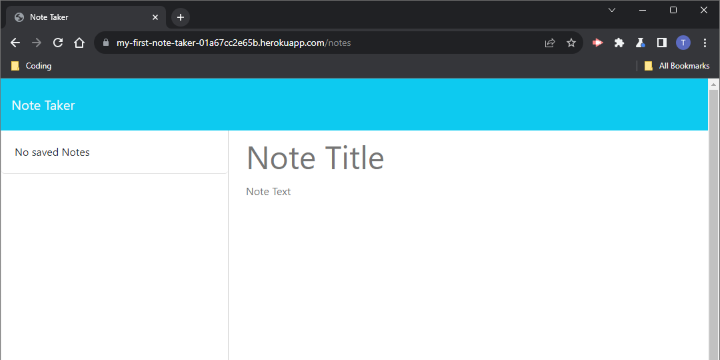 Note Taker
my-first-note-taker-01a67cc2e65b.herokuapp.com/notes
T
Coding
All Bookmarks
Note Taker
No saved Notes
Note Title
Note Text